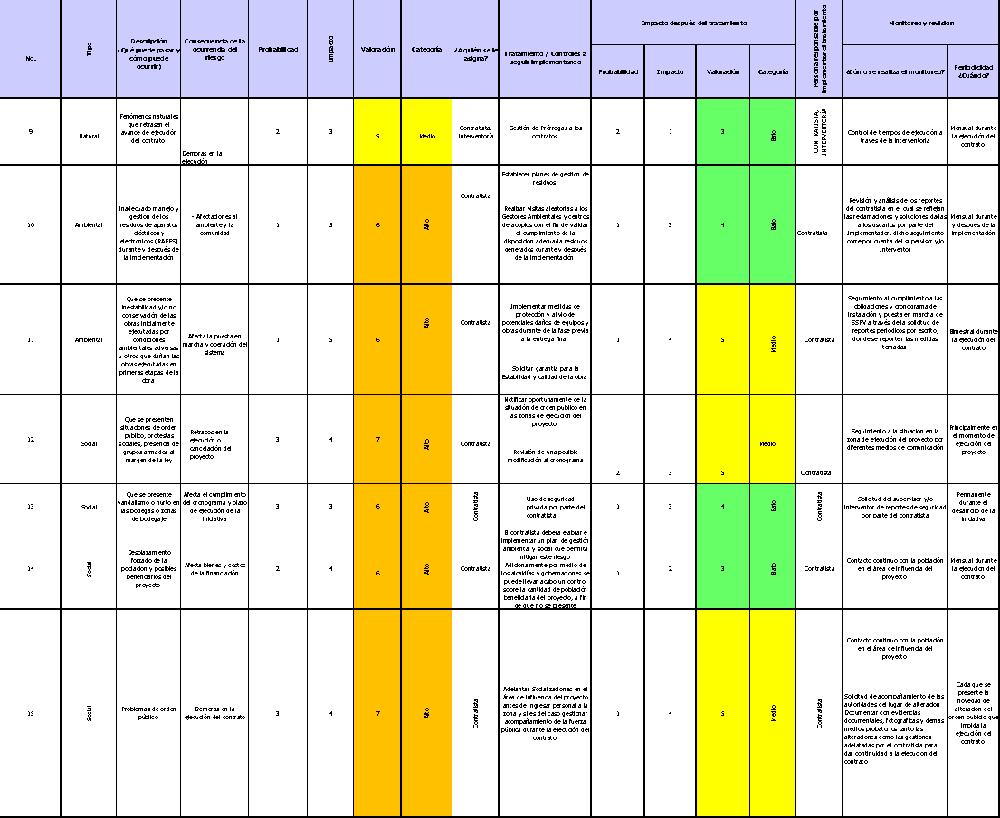 No.
Tipo
Descripción
(Qué puede pasar y
cómo puede
ocurrir)
Consecuencia de la
ocurrencia del
riesgo
Probabilidad
Impacto
Valoración
Categoría
¿A quién se le
asigna?
Tratamiento / Controles a
seguir implementando
Impacto después del tratamiento
Probabilidad
Impacto
Valoración
Categoría
Persona responsable por
implementar el tratamiento
Monitoreo y revisión
¿Cómo se realiza el monitoreo?
Periodicidad
¿Cuándo?
9
Natural
Fenómenos naturales
que retrasen el
avance de ejecución
del contrato
Demoras en la
ejecución
2
3
5
Medio
Contratista,
Interventoría
Gestión de Prórrogas a los
contratos
2
1
3
Bajo
CONTRATISTA,
INTERVENTORÍA
Control de tiempos de ejecución a
través de la interventoría
Mensual durante
la ejecución del
contrato
10
Ambiental
Inadecuado manejo y
gestión de los
residuos de aparatos
eléctricos y
electrónicos (RAEES)
durante y después de
la implementación
- Afectaciones al
ambiente y la
comunidad
1
5
6
Alto
Contratista
Establecer planes de gestión de
residuos
Realizar visitas aleatorias a los
Gestores Ambientales y centros
de acopios con el fin de validar
el cumplimiento de la
disposición adecuada residuos
generados durante y después
de la implementación
1
3
4
Bajo
Contratista
Revisión y análisis de los reportes
del contratista en el cual se reflejan
las reclamaciones y soluciones dadas
a los usuarios por parte del
Implementador, dicho seguimiento
corre por cuenta del supervisor y/o
Interventor
Mensual durante
y después de la
implementación
11
Ambiental
Que se presente
inestabilidad y/o no
conservación de las
obras inicialmente
ejecutadas por
condiciones
ambientales adversas
u otros que dañan las
obras ejecutadas en
primeras etapas de la
obra
Afecta la puesta en
marcha y operación del
sistema
1
5
6
Alto
Contratista
Implementar medidas de
protección y alivio de
potenciales daños de equipos y
obras durante de la fase previa
a la entrega final
Solicitar garantía para la
Estabilidad y calidad de la obra
1
4
5
Medio
Contratista
Seguimiento al cumplimiento a las
obligaciones y cronograma de
instalación y puesta en marcha de
SSFV a través de la solicitud de
reportes periódicos por escrito,
donde se reporten las medidas
tomadas
Bimestral durante
la ejecución del
contrato
12
Social
Que se presenten
situaciones de orden
público, protestas
sociales, presencia de
grupos armados al
margen de la ley
Retrasos en la
ejecución o
cancelación del
proyecto
3
4
7
Alto
Contratista
Notificar oportunamente de la
situación de orden publico en
las zonas de ejecución del
proyecto
Revisión de una posible
modificación al cronograma
2
3
5
Medio
Contratista
Seguimiento a la situación en la
zona de ejecución del proyecto por
diferentes medios de comunicación
Principalmente en
el momento de
ejecución del
proyecto
13
Social
Que se presente
vandalismo o hurto en
las bodegas o zonas
de bodegaje
Afecta el cumplimiento
del cronograma y plazo
de ejecución de la
iniciativa
3
3
6
Alto
Contratista
Uso de seguridad
privada por parte del
contratista
1
3
4
Bajo
Contratista
Solicitud del supervisor y/o
interventor de reportes de seguridad
por parte del contratista
Permanente
durante el
desarrollo de la
iniciativa
14
Social
Desplazamiento
forzado de la
población y posibles
beneficiarios del
proyecto
Afecta bienes y costos
de la financiación
2
4
6
Alto
Contratista
El contratista debera elabrar e
implementar un plan de gestión
ambiental y social que permita
mitigar este riesgo
Adicionalmente por medio de
los alcaldías y gobernaciones se
puede llevar acabo un control
sobre la cantidad de población
beneficiaria del proyecto, a fin
de que no se presente
1
2
3
Bajo
Contratista
Contacto continuo con la población
en el área de influencia del
proyecto
Mensual durante
la ejecución del
contrato
15
Social
Problemas de orden
público
Demoras en la
ejecución del contrato
3
4
7
Alto
Contratista
Adelantar Socializaciones en el
área de influencia del proyecto
antes de ingresar personal a la
zona y si es del caso gestionar
acompañamiento de la fuerza
pública durante la ejecución del
contrato
1
4
5
Medio
Contratista
Contacto continuo con la población
en el área de influencia del
proyecto
Solicitud de acompañamiento de las
autoridades del lugar de alteracion
Documentar con evidencias
documentales, fotograficas y demas
medios probatorios tanto las
alteraciones como las gestiones
adelatadas por el contratista para
dar continuidad a la ejecucion del
contrato
Cada que se
presente la
novedad de
alteracion del
orden publico que
impida la
ejecución del
contrato